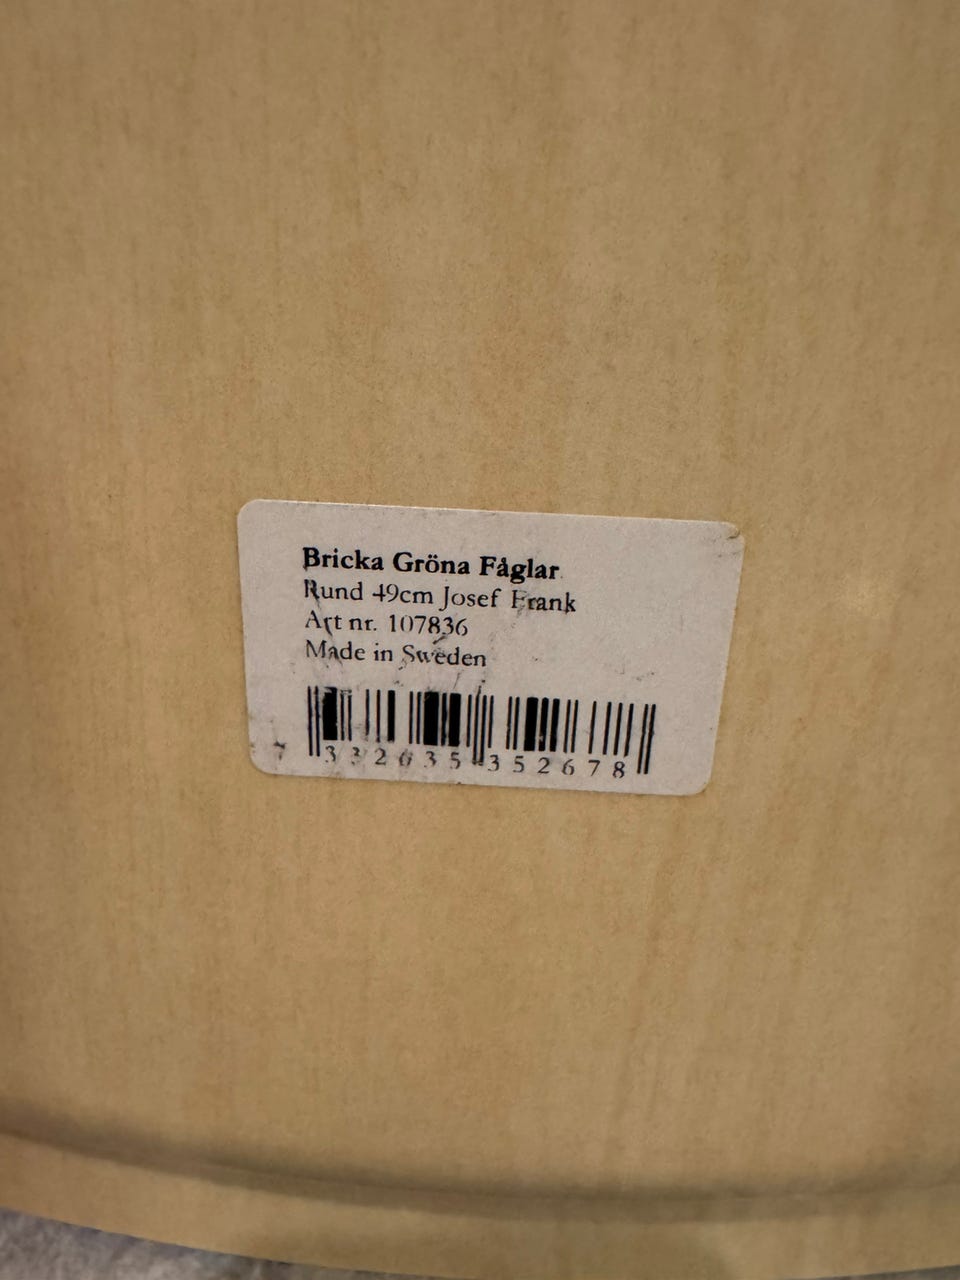 Bricka Gröna Fåglar
Rund 49cm Josef Frank
Art nr. 107836
Made in Sweden
7 332635 352678